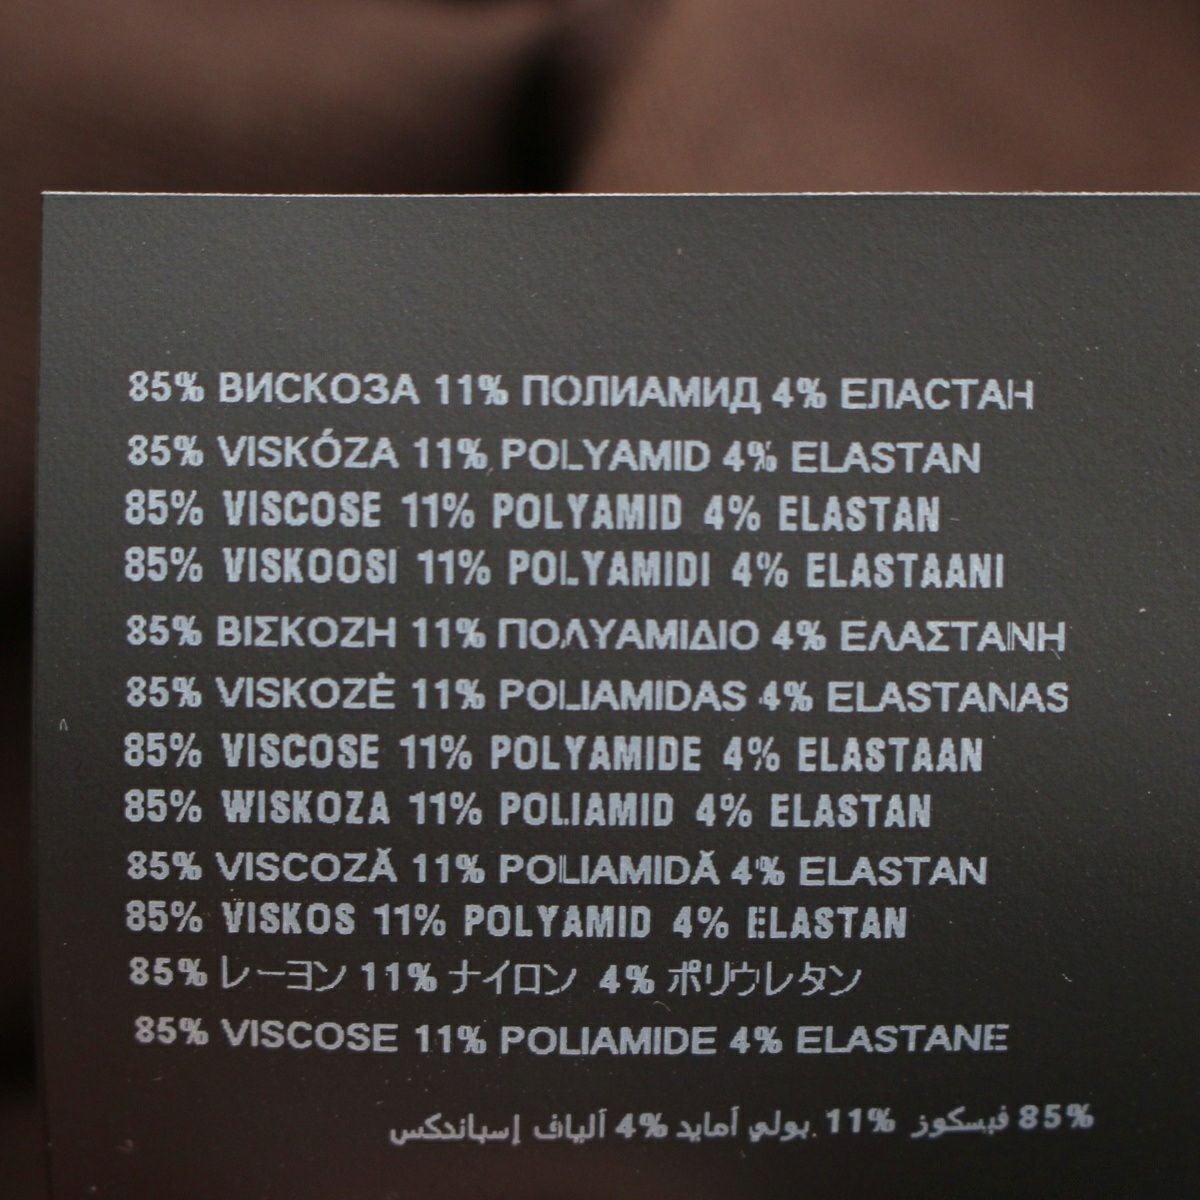 85% ВИСКОЗА 11% ПОЛИАМИД 4% ЕЛАСТАН
85% VISKÓZA 11% POLYAMID 4% ELASTAN
85% VISCOSE 11% POLYAMID 4% ELASTAN
85% VISKOOSI 11% POLYAMIDI 4% ELASTAANI
85% ΒΙΣΚΟΖΗ 11% ΠΟΛΥΑΜΙΔΙΟ 4% ΕΛΑΣΤΑΝΗ
85% VISKOZĖ 11% POLIAMIDAS 4% ELASTANAS
85% VISCOSE 11% POLYAMIDE 4% ELASTAAN
85% WISKOZA 11% POLIAMID 4% ELASTAN
85% VISCOZĂ 11% POLIAMIDĂ 4% ELASTAN
85% VISKOS 11% POLYAMID 4% ELASTAN
85% レーヨン 11% ナイロン 4% ポリウレタン
85% VISCOSE 11% POLIAMIDE 4% ELASTANE
85% فيسكوز 11% بولي أمايد 4% ألياف إسباندكس